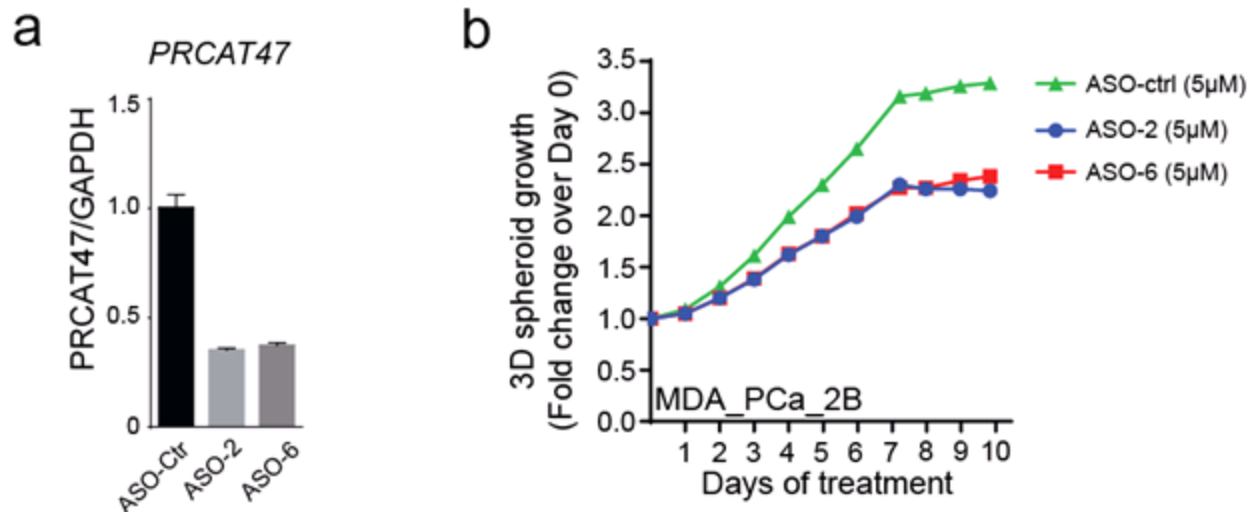 a
PRCAT47
PRCAT47/GAPDH
1.5
1.0
0.5
0
ASO-Ctr
ASO-2
ASO-6
b
3D spheroid growth
(Fold change over Day 0)
3.5
3.0
2.5
2.0
1.5
1.0
0.5
0.0
MDA_PCa_2B
1 2 3 4 5 6 7 8 9 10
Days of treatment
ASO-ctrl (5µM)
ASO-2 (5µM)
ASO-6 (5µM)